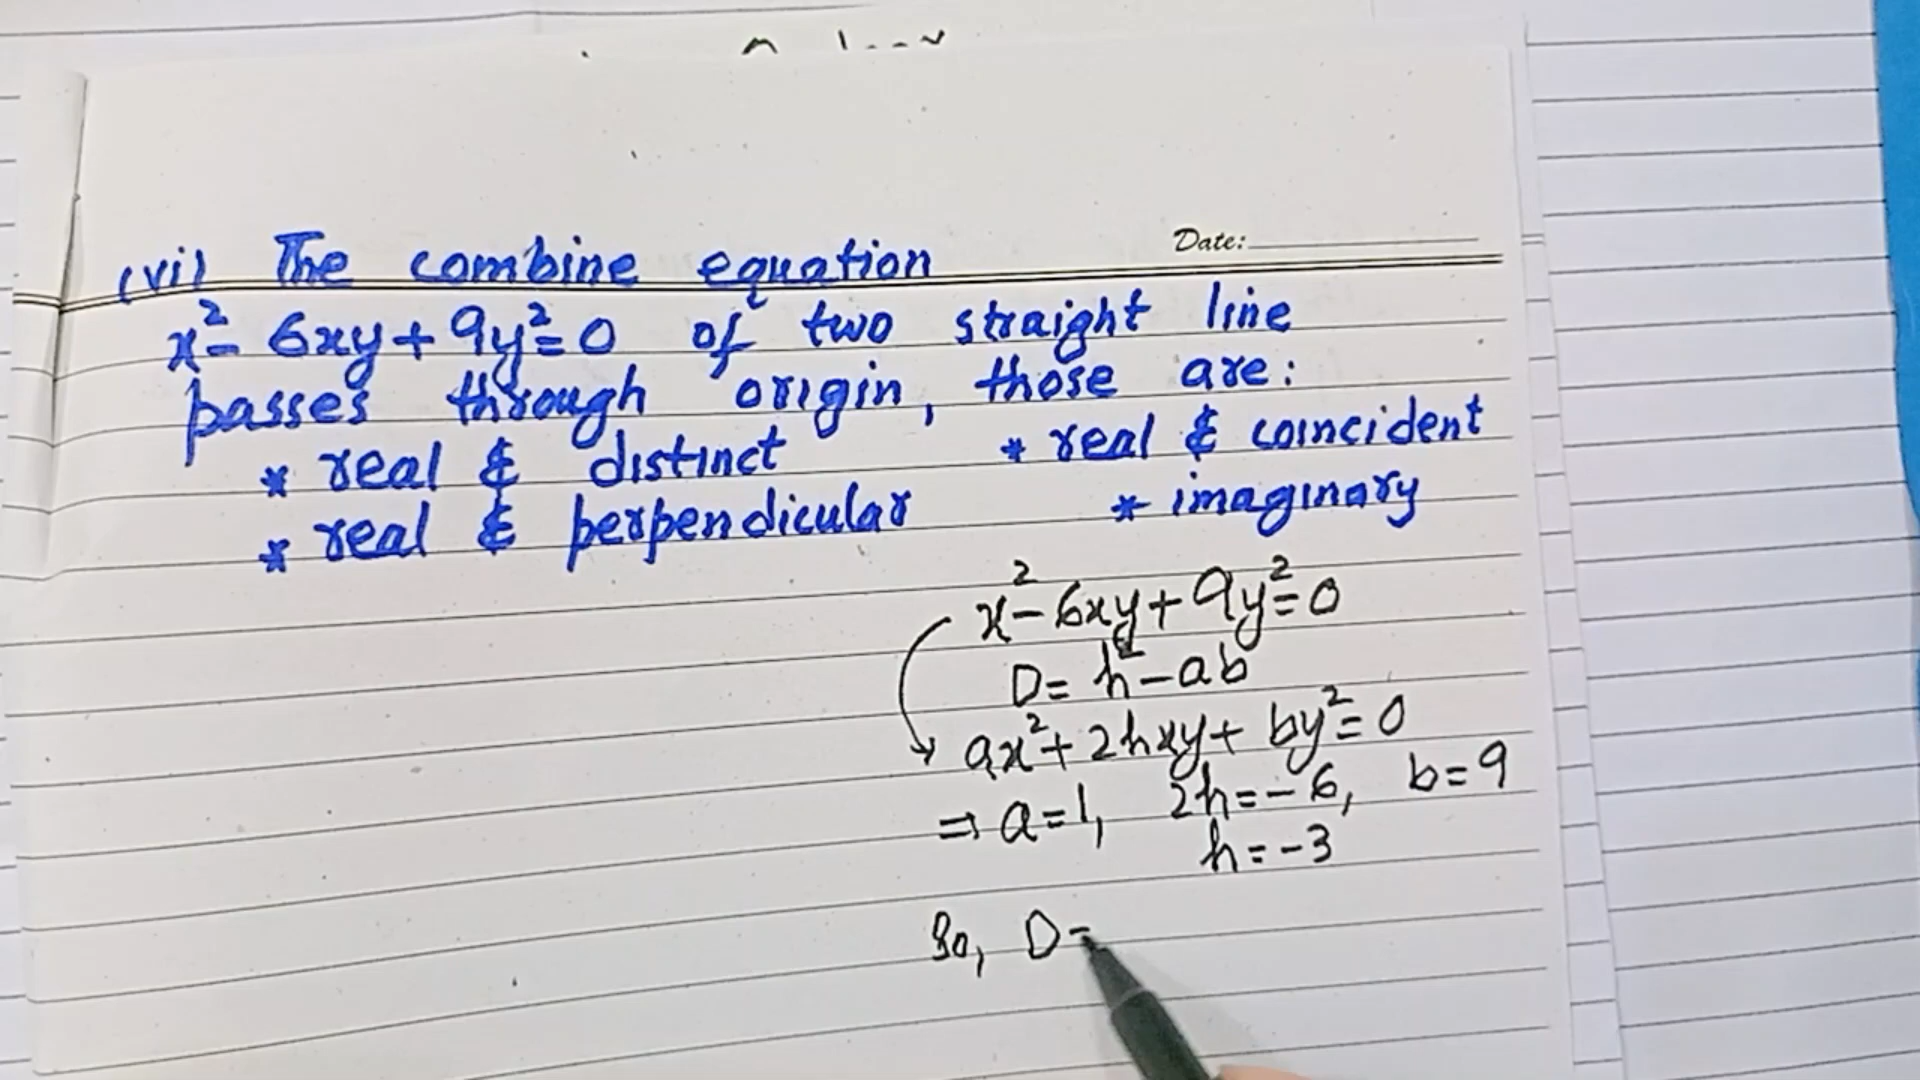 Date:
(vi) The combine equation
x² - 6xy + 9y² = 0 of two straight line
passes through origin, those are:
* real & distinct * real & coincident
* real & perpendicular * imaginary
x² - 6xy + 9y² = 0
D = h² - ab
ax² + 2hxy + by² = 0
⇒ a = 1, 2h = -6, b = 9
h = -3
So, D =